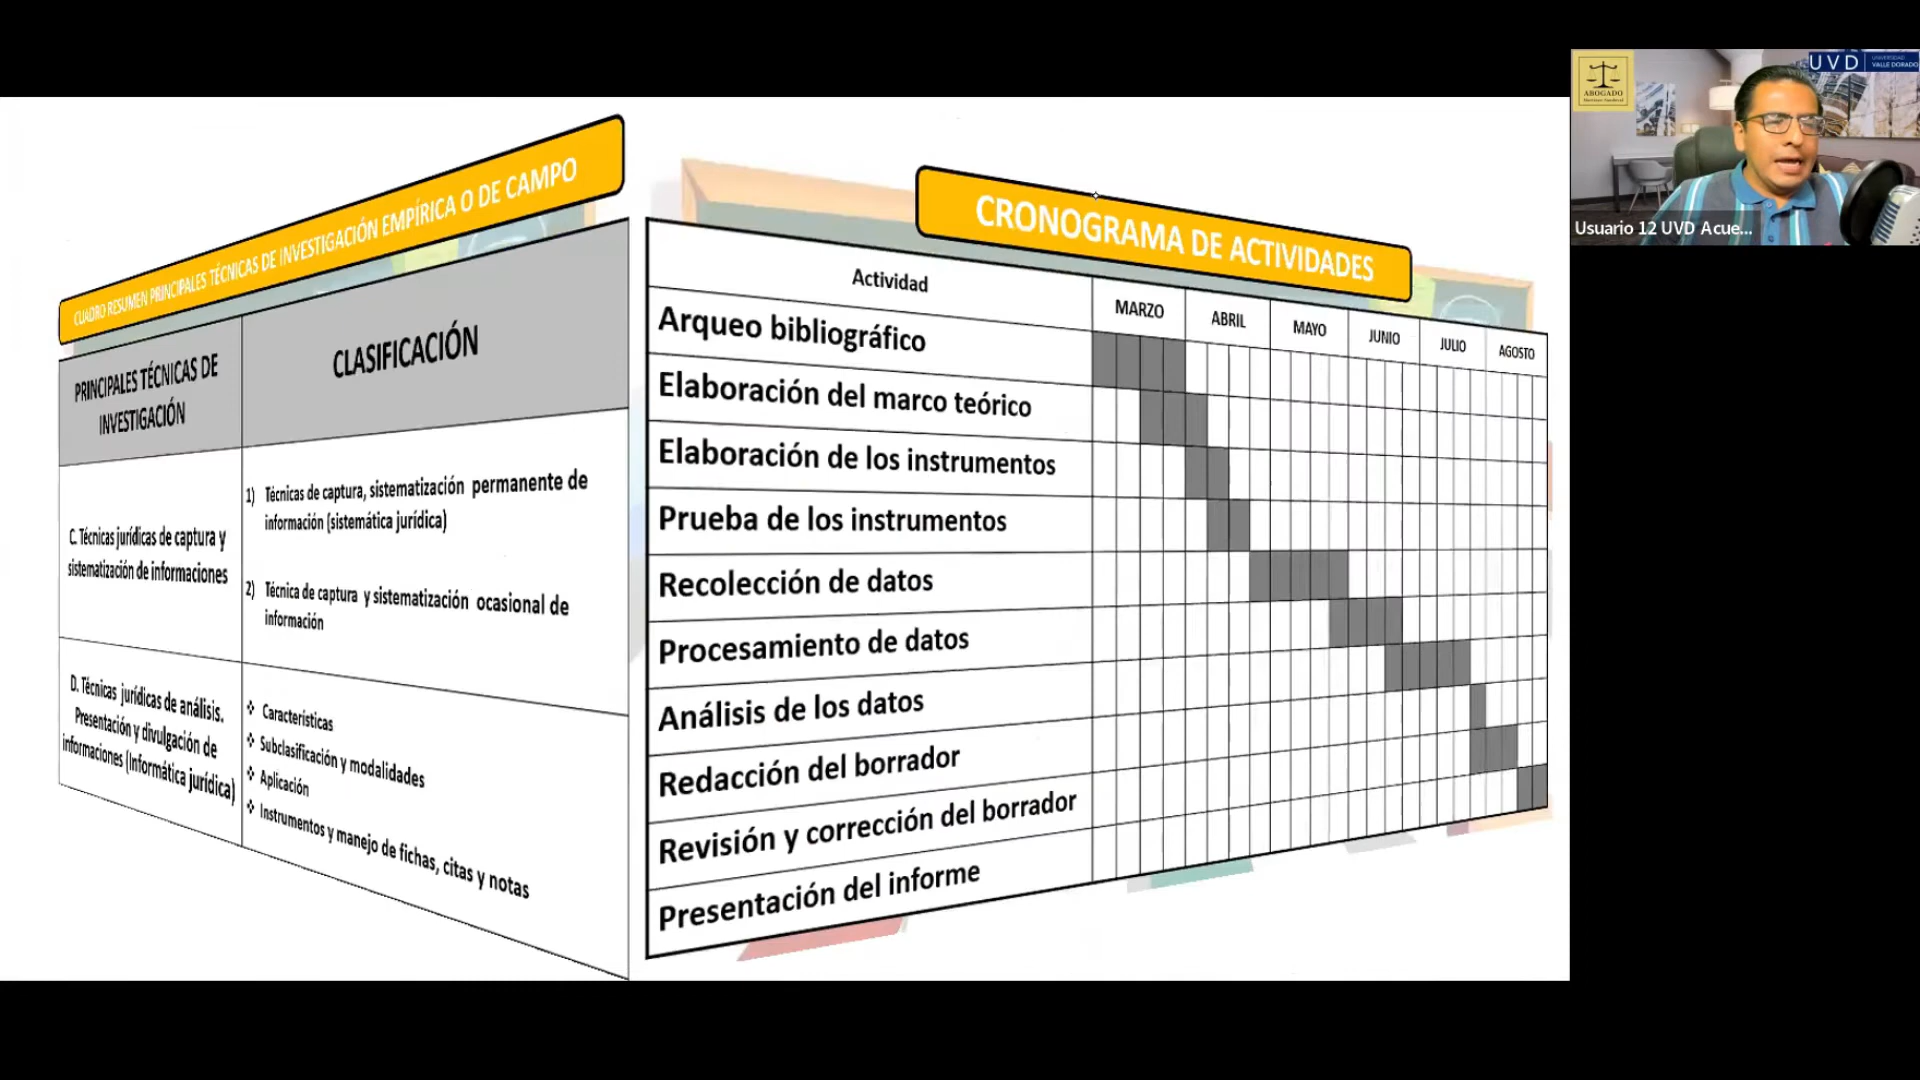 CUADRO RESUMEN PRINCIPALES TÉCNICAS DE INVESTIGACIÓN EMPÍRICA O DE CAMPO
PRINCIPALES TÉCNICAS DE
INVESTIGACIÓN
CLASIFICACIÓN
C. Técnicas jurídicas de captura y
sistematización de informaciones
1) Técnicas de captura, sistematización permanente de
información (sistemática jurídica)
2) Técnica de captura y sistematización ocasional de
información
D. Técnicas jurídicas de análisis.
Presentación y divulgación de
informaciones (Informática jurídica)
❖ Características
❖ Subclasificación y modalidades
❖ Aplicación
❖ Instrumentos y manejo de fichas, citas y notas
CRONOGRAMA DE ACTIVIDADES
Actividad
MARZO
ABRIL
MAYO
JUNIO
JULIO
AGOSTO
Arqueo bibliográfico
Elaboración del marco teórico
Elaboración de los instrumentos
Prueba de los instrumentos
Recolección de datos
Procesamiento de datos
Análisis de los datos
Redacción del borrador
Revisión y corrección del borrador
Presentación del informe
ABOGADO
UVD
UNIVERSIDAD
VALLE DORADO
Usuario 12 UVD Acue...